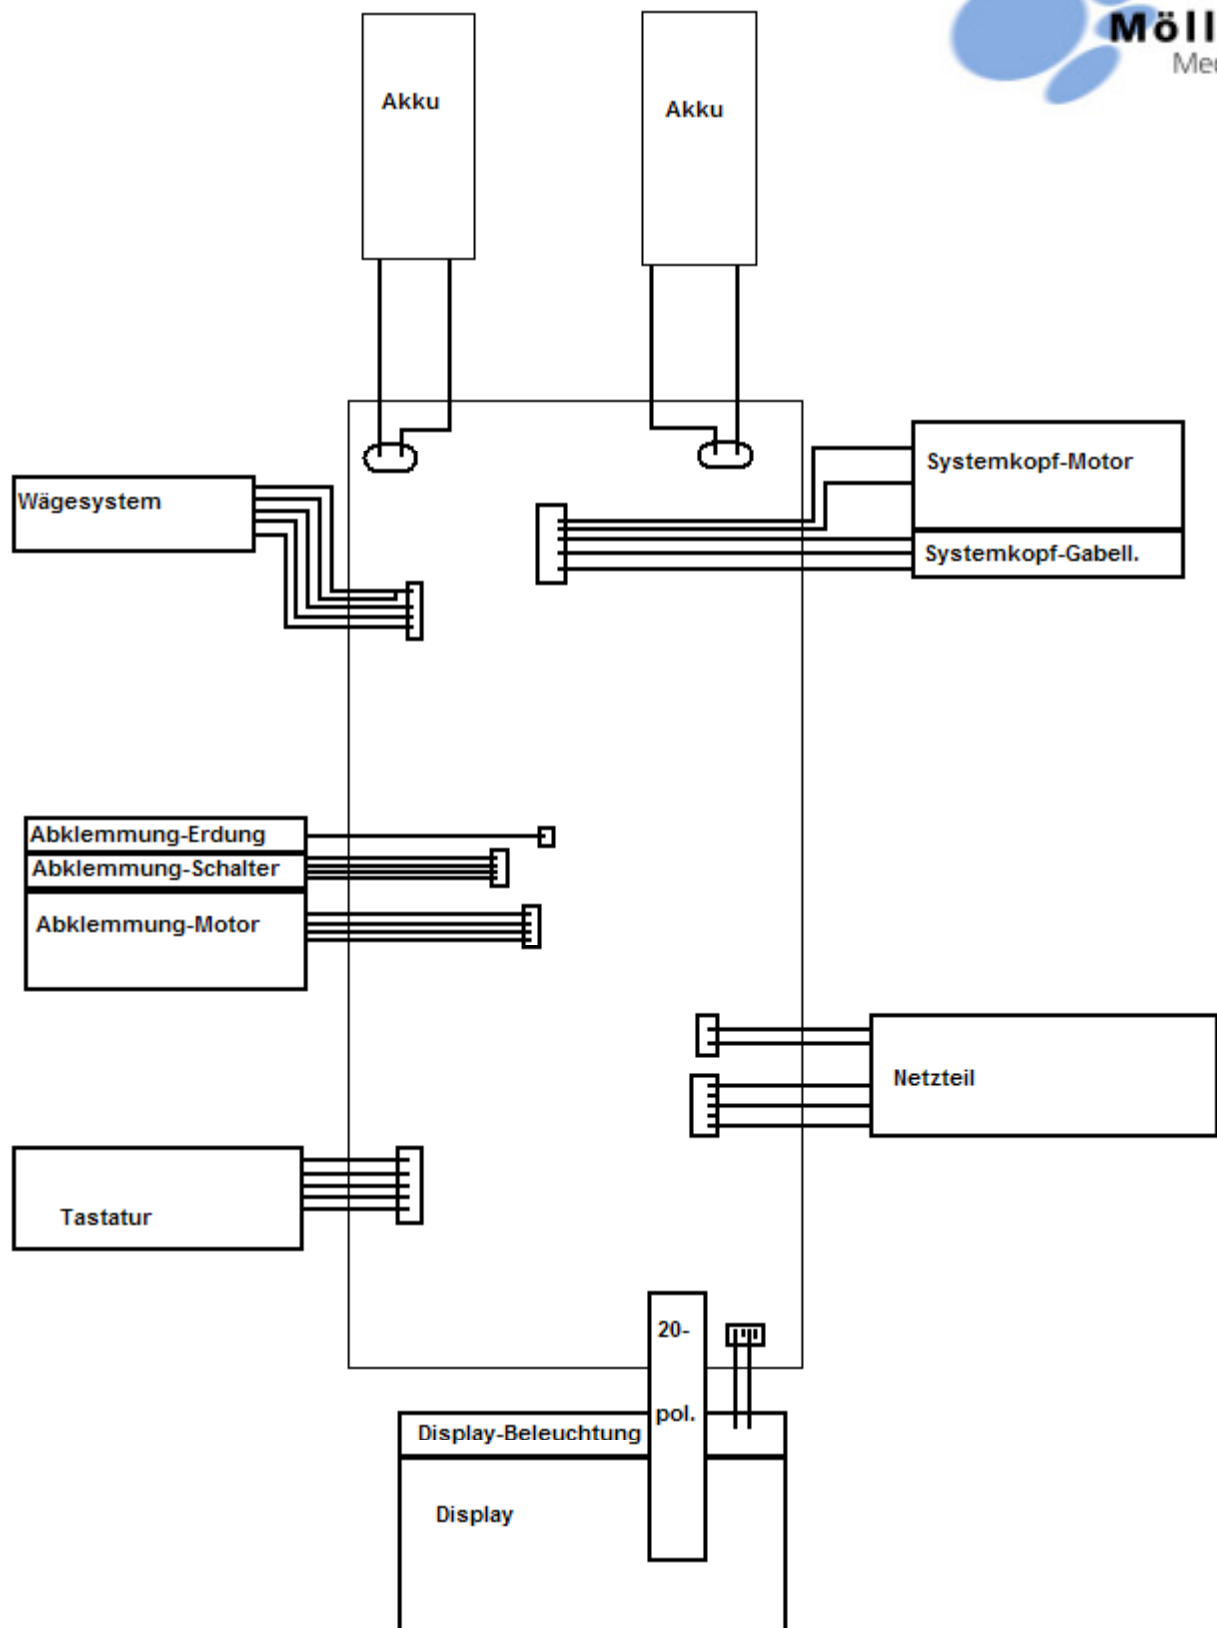 Möll
Med
Akku
Akku
Systemkopf-Motor
Wägesystem
Systemkopf-Gabell.
Abklemmung-Erdung
Abklemmung-Schalter
Abklemmung-Motor
Netzteil
Tastatur
20-
pol.
Display-Beleuchtung
Display